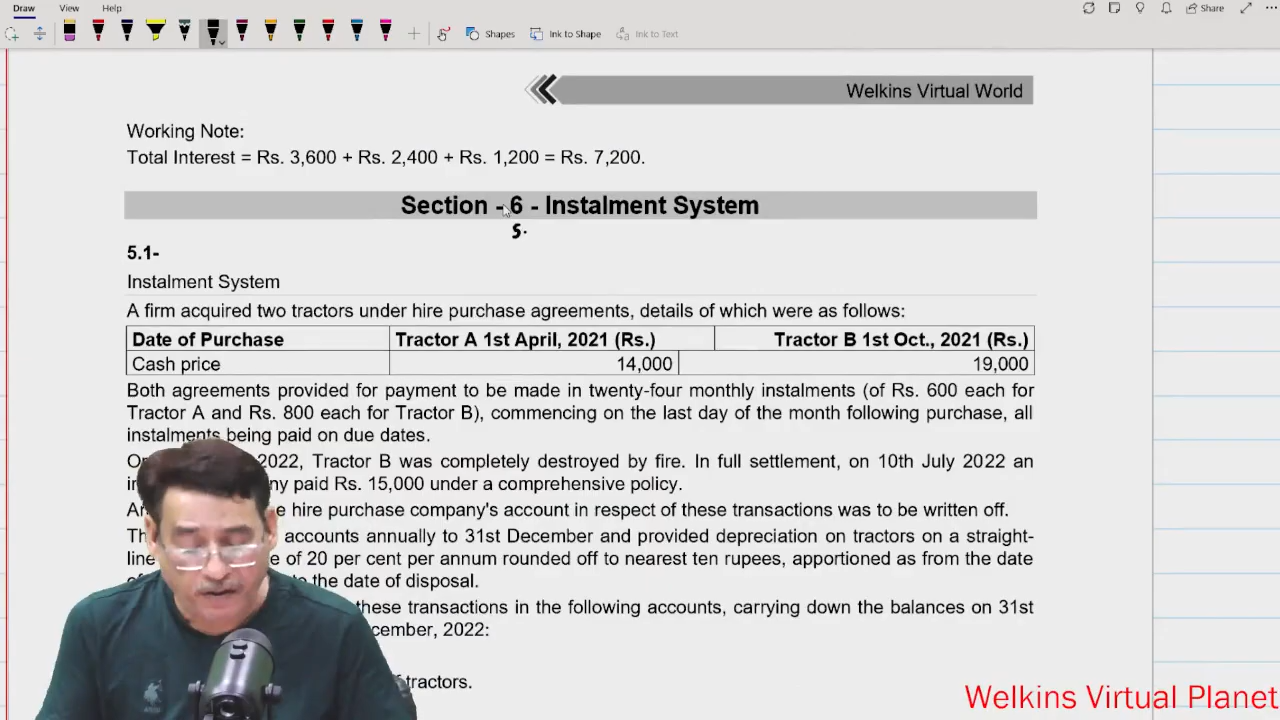 Draw View Help
Share
Shapes Ink to Shape Ink to Text
Welkins Virtual World
Working Note:
Total Interest = Rs. 3,600 + Rs. 2,400 + Rs. 1,200 = Rs. 7,200.
Section - 6 - Instalment System
5.
5.1-
Instalment System
A firm acquired two tractors under hire purchase agreements, details of which were as follows:
Date of Purchase Tractor A 1st April, 2021 (Rs.) Tractor B 1st Oct., 2021 (Rs.)
Cash price 14,000 19,000
Both agreements provided for payment to be made in twenty-four monthly instalments (of Rs. 600 each for
Tractor A and Rs. 800 each for Tractor B), commencing on the last day of the month following purchase, all
instalments being paid on due dates.
2022, Tractor B was completely destroyed by fire. In full settlement, on 10th July 2022 an
paid Rs. 15,000 under a comprehensive policy.
hire purchase company's account in respect of these transactions was to be written off.
accounts annually to 31st December and provided depreciation on tractors on a straight-
of 20 per cent per annum rounded off to nearest ten rupees, apportioned as from the date
the date of disposal.
these transactions in the following accounts, carrying down the balances on 31st
2022:
tractors.
Welkins Virtual Planet